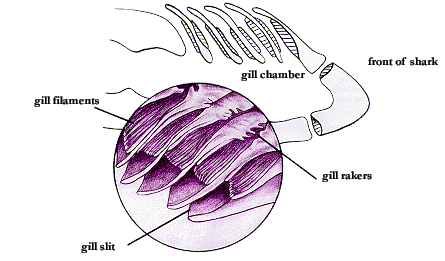 front of shark
gill chamber
gill filaments
gill rakers
gill slit